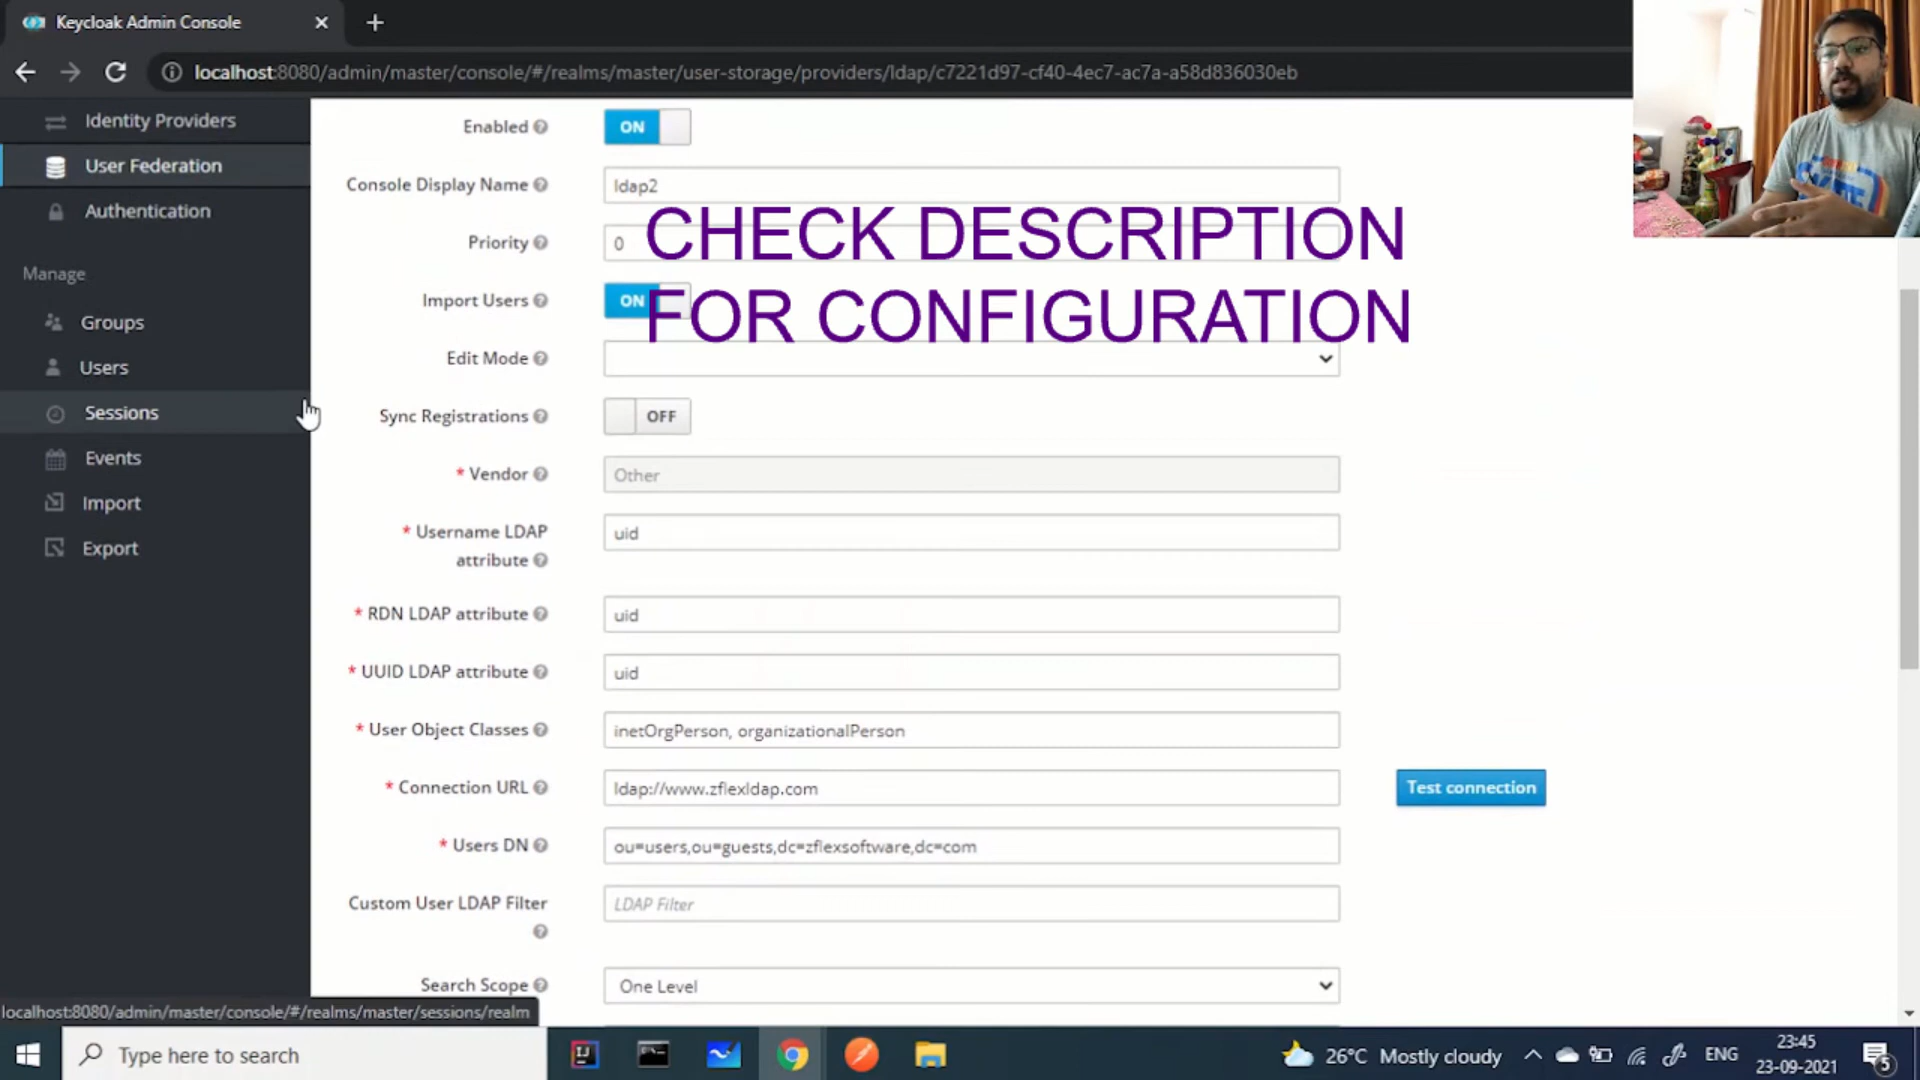 Keycloak Admin Console
localhost:8080/admin/master/console/#/realms/master/user-storage/providers/ldap/c7221d97-cf40-4ec7-ac7a-a58d836030eb
Identity Providers
User Federation
Authentication
Manage
Groups
Users
Sessions
Events
Import
Export
Enabled ON
Console Display Name ldap2
CHECK DESCRIPTION
Priority 0
Import Users ON
FOR CONFIGURATION
Edit Mode
Sync Registrations OFF
* Vendor Other
* Username LDAP
attribute
uid
* RDN LDAP attribute uid
* UUID LDAP attribute uid
* User Object Classes inetOrgPerson, organizationalPerson
* Connection URL ldap://www.zflexldap.com Test connection
* Users DN ou=users,ou=guests,dc=zflexsoftware,dc=com
Custom User LDAP Filter LDAP Filter
Search Scope One Level
localhost:8080/admin/master/console/#/realms/master/sessions/realm
Type here to search
26°C Mostly cloudy
ENG
23:45
23-09-2021
5